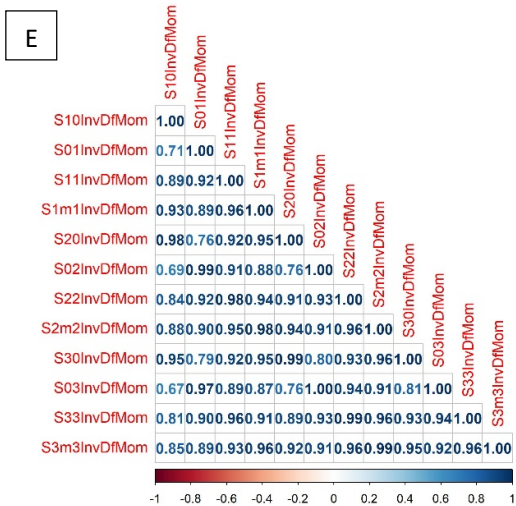 E
S10InvDfMom
S01InvDfMom
S11InvDfMom
S1m1InvDfMom
S20InvDfMom
S02InvDfMom
S22InvDfMom
S2m2InvDfMom
S30InvDfMom
S03InvDfMom
S33InvDfMom
S3m3InvDfMom
S10InvDfMom 1.00
S01InvDfMom 0.71 1.00
S11InvDfMom 0.89 0.92 1.00
S1m1InvDfMom 0.93 0.89 0.96 1.00
S20InvDfMom 0.98 0.76 0.92 0.95 1.00
S02InvDfMom 0.69 0.99 0.91 0.88 0.76 1.00
S22InvDfMom 0.84 0.92 0.98 0.94 0.91 0.93 1.00
S2m2InvDfMom 0.88 0.90 0.95 0.98 0.94 0.91 0.96 1.00
S30InvDfMom 0.95 0.79 0.92 0.95 0.99 0.80 0.93 0.96 1.00
S03InvDfMom 0.67 0.97 0.89 0.87 0.76 1.00 0.94 0.91 0.81 1.00
S33InvDfMom 0.81 0.90 0.96 0.91 0.89 0.93 0.99 0.96 0.93 0.94 1.00
S3m3InvDfMom 0.85 0.89 0.93 0.96 0.92 0.91 0.96 0.99 0.95 0.92 0.96 1.00
-1 -0.8 -0.6 -0.4 -0.2 0 0.2 0.4 0.6 0.8 1